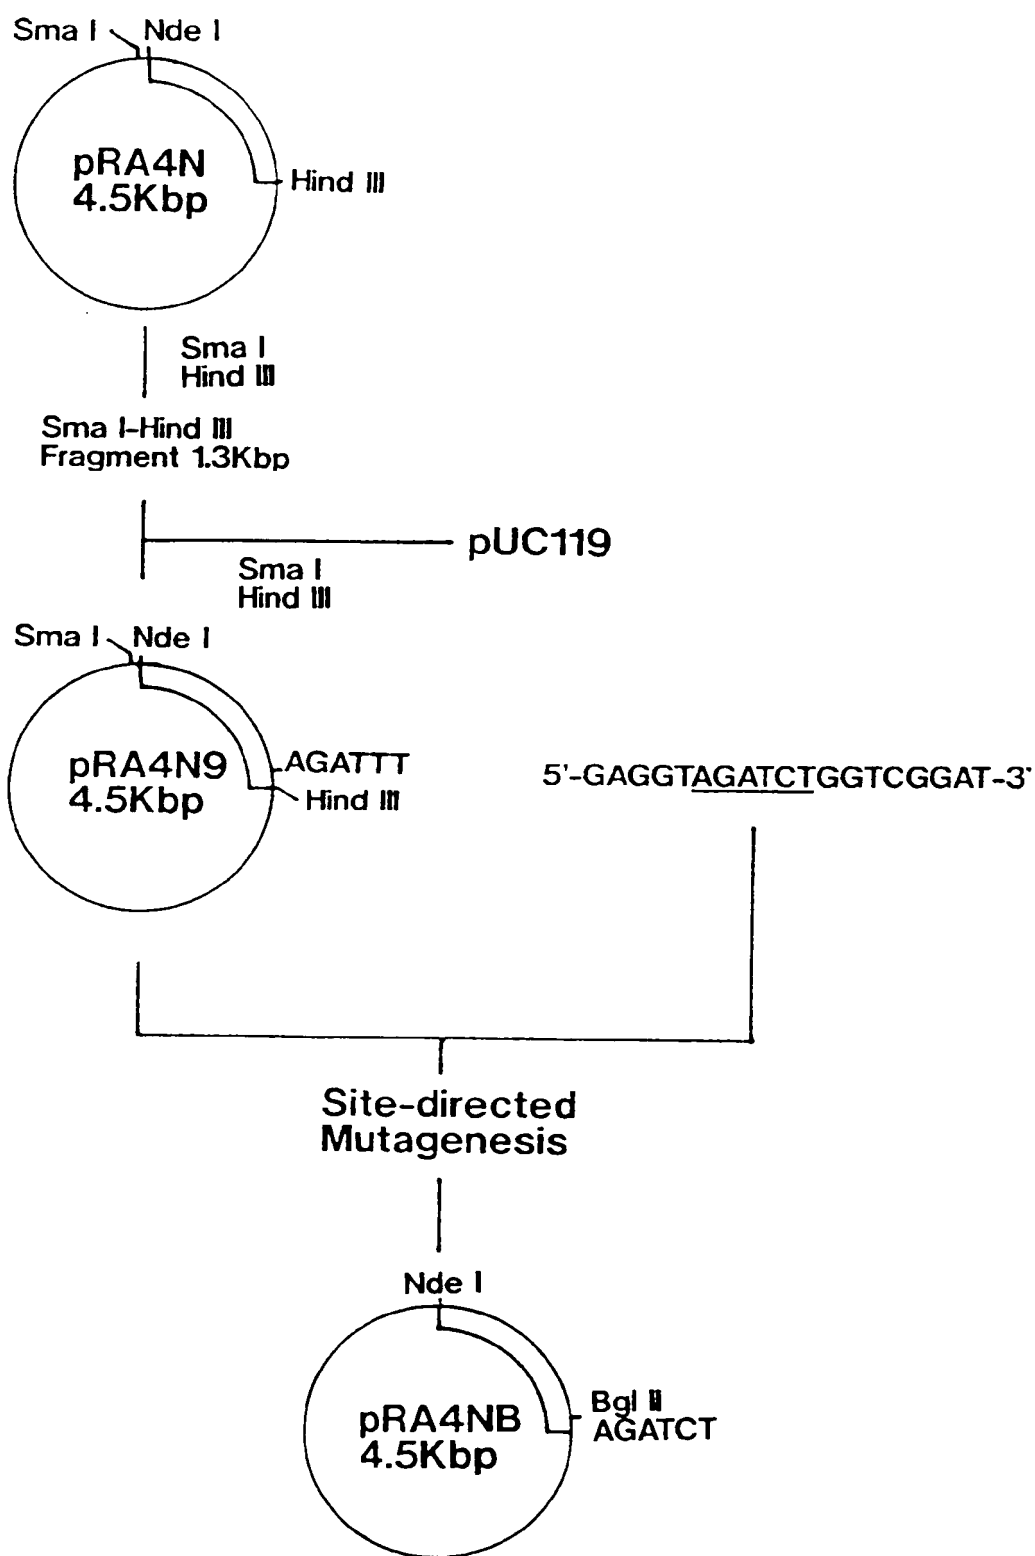 Sma I Nde I
pRA4N
4.5Kbp
Hind III
Sma I
Hind III
Sma I-Hind III
Fragment 1.3Kbp
pUC119
Sma I
Hind III
Sma I Nde I
pRA4N9
4.5Kbp
AGATTT
Hind III
5'-GAGGTAGATCTGGTCGGAT-3'
Site-directed
Mutagenesis
Nde I
pRA4NB
4.5Kbp
Bgl II
AGATCT